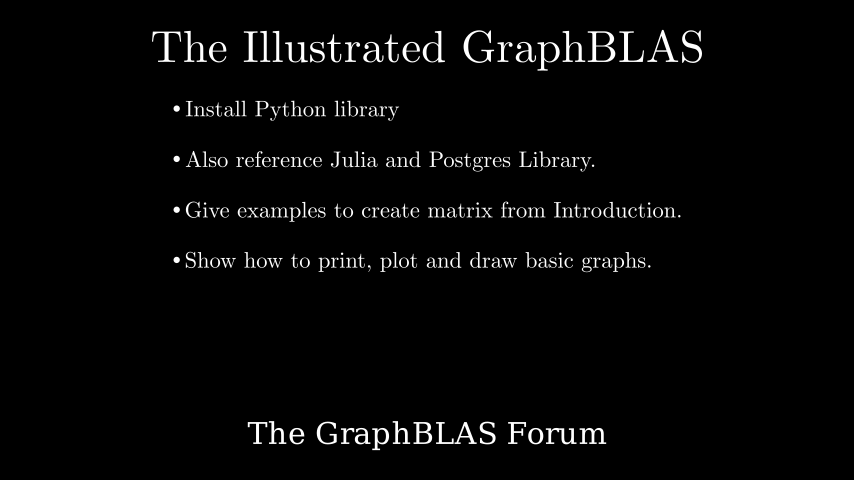 The Illustrated GraphBLAS
• Install Python library
• Also reference Julia and Postgres Library.
• Give examples to create matrix from Introduction.
• Show how to print, plot and draw basic graphs.
The GraphBLAS Forum